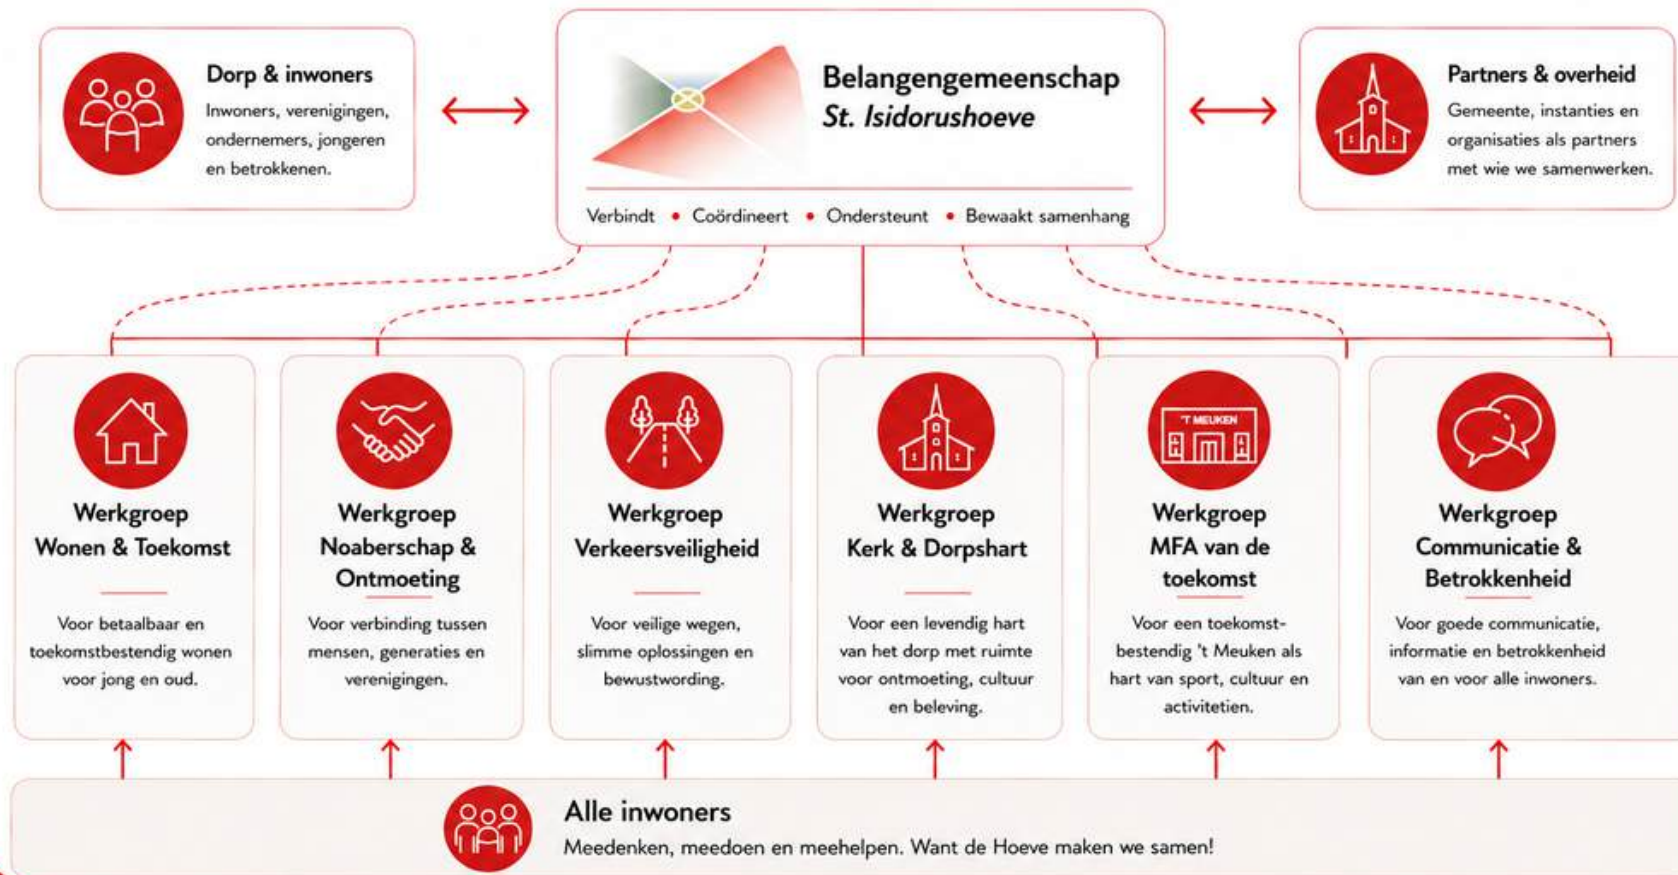 Dorp & inwoners
Inwoners, verenigingen,
ondernemers, jongeren
en betrokkenen.
Belangengemeenschap
St. Isidorushoeve
Verbindt • Coördineert • Ondersteunt • Bewaakt samenhang
Partners & overheid
Gemeente, instanties en
organisaties als partners
met wie we samenwerken.
Werkgroep
Wonen & Toekomst
Voor betaalbaar en
toekomstbestendig wonen
voor jong en oud.
Werkgroep
Noaberschap &
Ontmoeting
Voor verbinding tussen
mensen, generaties en
verenigingen.
Werkgroep
Verkeersveiligheid
Voor veilige wegen,
slimme oplossingen en
bewustwording.
Werkgroep
Kerk & Dorpshart
Voor een levendig hart
van het dorp met ruimte
voor ontmoeting, cultuur
en beleving.
'T MEUKEN
Werkgroep
MFA van de
toekomst
Voor een toekomst-
bestendig 't Meuken als
hart van sport, cultuur en
activitetien.
Werkgroep
Communicatie &
Betrokkenheid
Voor goede communicatie,
informatie en betrokkenheid
van en voor alle inwoners.
Alle inwoners
Meedenken, meedoen en meehelpen. Want de Hoeve maken we samen!